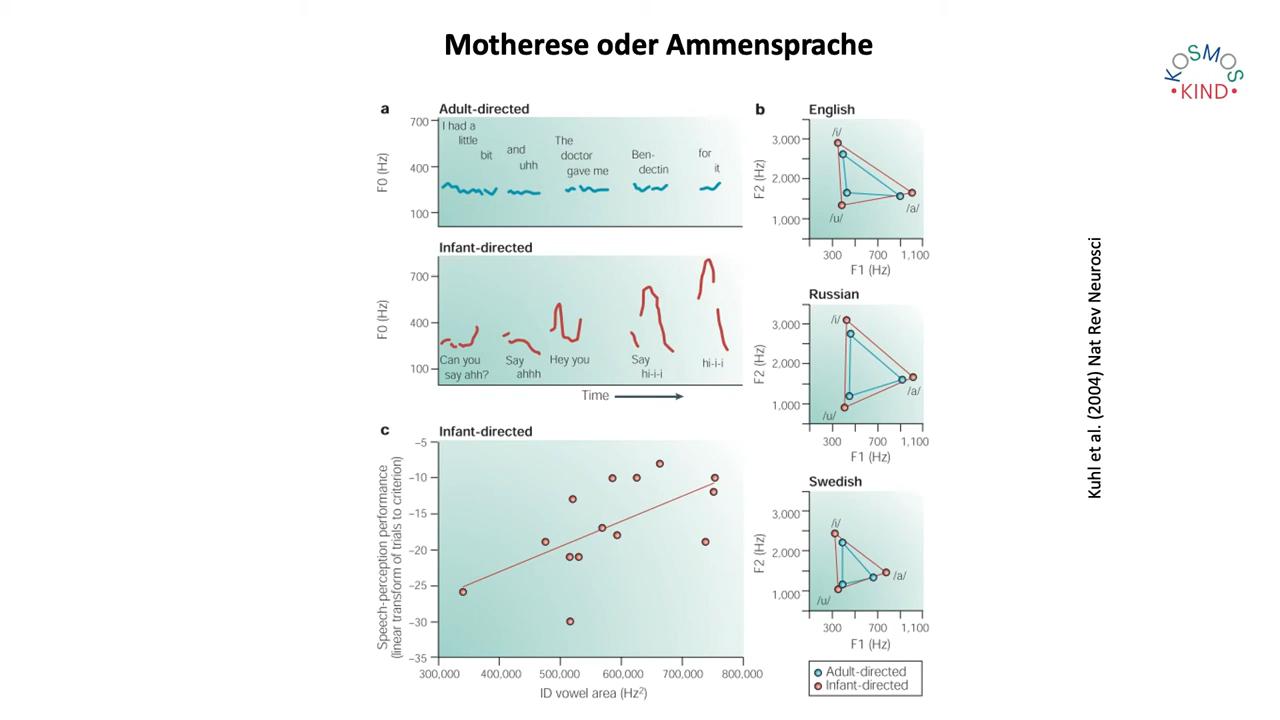 Motherese oder Ammensprache
KOSMOS
•KIND•
a
Adult-directed
700
400
100
F0 (Hz)
I had a
little
bit
and
uhh
The
doctor
gave me
Ben-
dectin
for
it
Infant-directed
700
400
100
F0 (Hz)
Can you
say ahh?
Say
ahhh
Hey you
Say
hi-i-i
hi-i-i
Time
b
English
3,000
2,000
1,000
F2 (Hz)
/i/
/u/
/a/
300
700
1,100
F1 (Hz)
Russian
3,000
2,000
1,000
F2 (Hz)
/i/
/u/
/a/
300
700
1,100
F1 (Hz)
Swedish
3,000
2,000
1,000
F2 (Hz)
/i/
/u/
/a/
300
700
1,100
F1 (Hz)
Adult-directed
Infant-directed
c
Infant-directed
–5
–10
–15
–20
–25
–30
–35
Speech-perception performance
(linear transform of trials to criterion)
300,000
400,000
500,000
600,000
700,000
800,000
ID vowel area (Hz²)
Kuhl et al. (2004) Nat Rev Neurosci